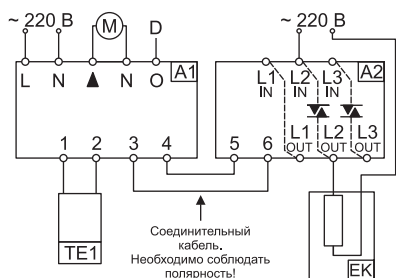 ~ 220 В
M
D
~ 220 В
L N ▲ N O
A1
L1 IN L2 IN L3 IN
A2
L1 OUT L2 OUT L3 OUT
1 2 3 4
5 6
TE1
Соединительный
кабель.
Необходимо соблюдать
полярность!
EK